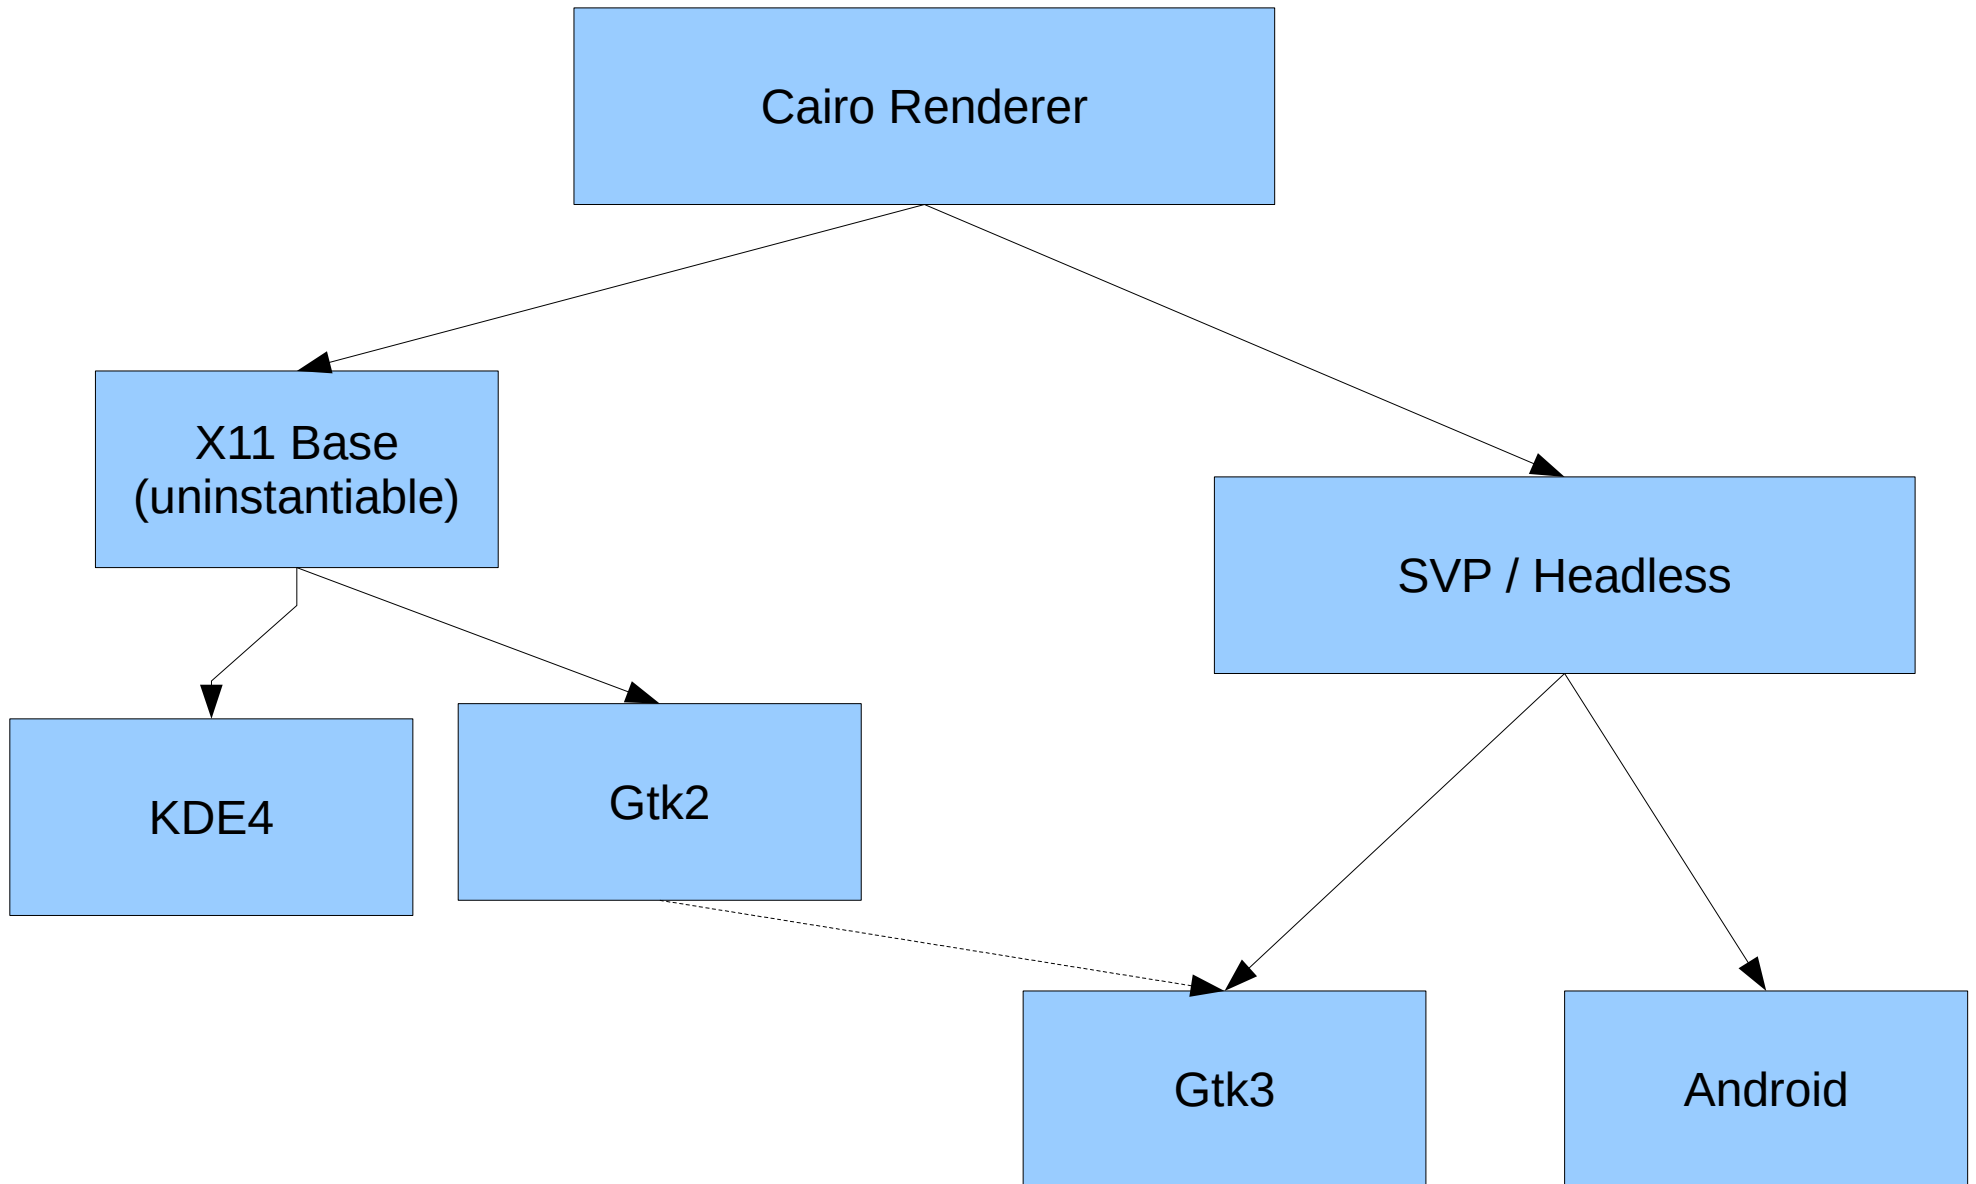 Cairo Renderer
X11 Base
(uninstantiable)
SVP / Headless
KDE4
Gtk2
Gtk3
Android